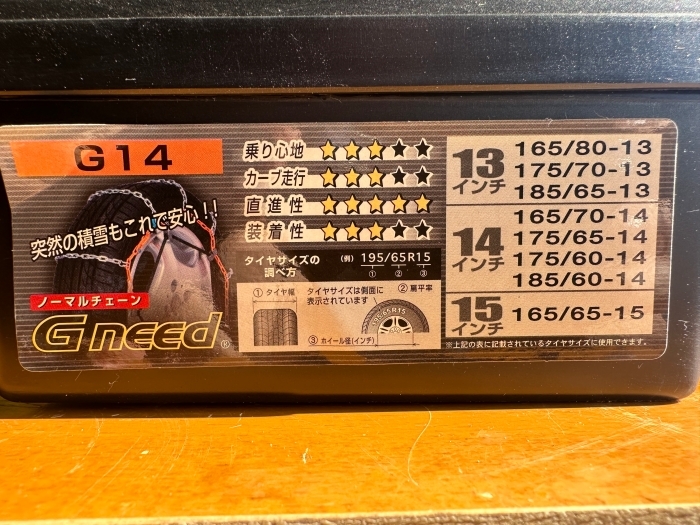 G14
突然の積雪もこれで安心!!
ノーマルチェーン
G need®
乗り心地 ★★★★★
カーブ走行 ★★★★★
直進性 ★★★★★
装着性 ★★★★★
タイヤサイズの
調べ方
(例) 195/65R15
① ② ③
① タイヤ幅
タイヤサイズは側面に
表示されています
② 扁平率
195/65R15
③ ホイール径(インチ)
13
インチ
165/80-13
175/70-13
185/65-13
14
インチ
165/70-14
175/65-14
175/60-14
185/60-14
15
インチ
165/65-15
※上記の表に記載されているタイヤサイズに使用できます。